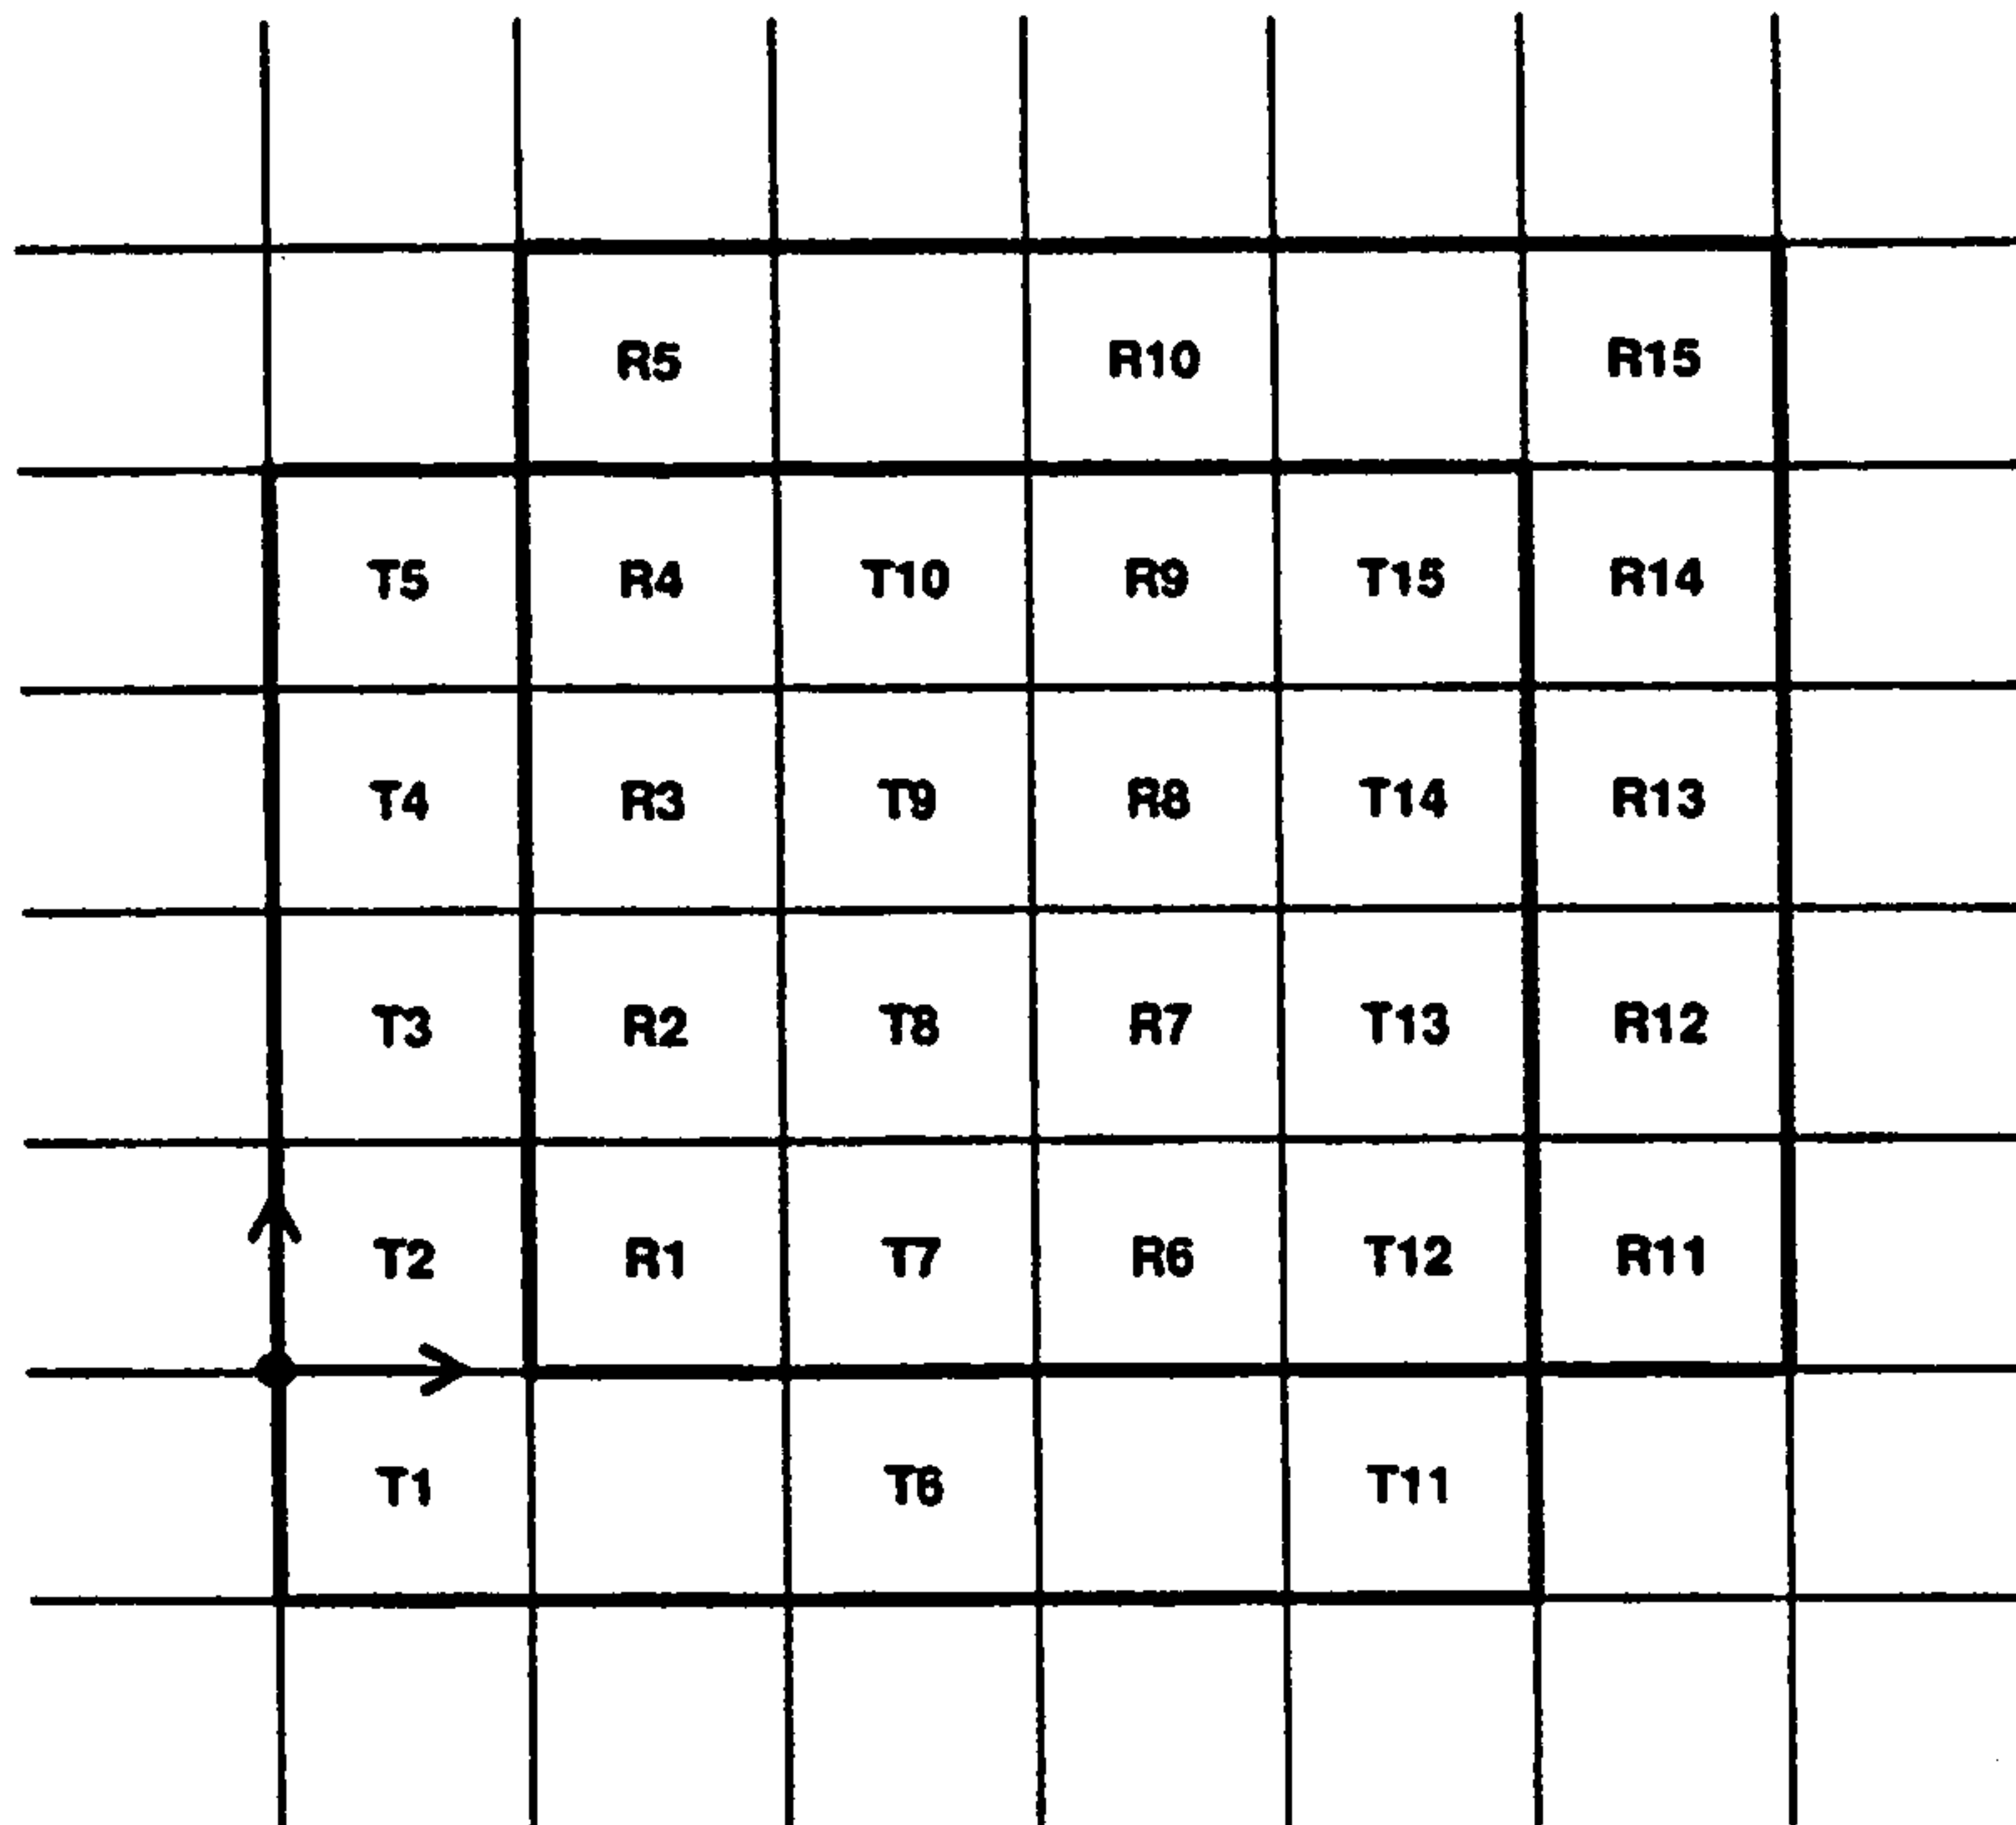 R5 R10 R15
T5 R4 T10 R9 T15 R14
T4 R3 T9 R8 T14 R13
T3 R2 T8 R7 T13 R12
T2 R1 T7 R6 T12 R11
T1 T6 T11